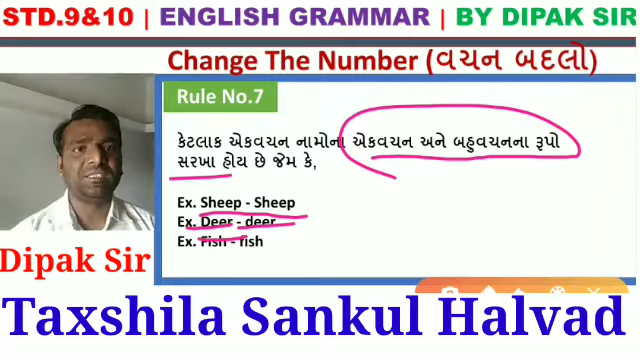 STD.9&10 | ENGLISH GRAMMAR | BY DIPAK SIR
Change The Number (વચન બદલો)
Rule No.7
કેટલાક એકવચન નામોના એકવચન અને બહુવચનના રૂપો
સરખા હોય છે જેમ કે,
Ex. Sheep - Sheep
Ex. Deer - deer
Ex. Fish - fish
Dipak Sir
Taxshila Sankul Halvad